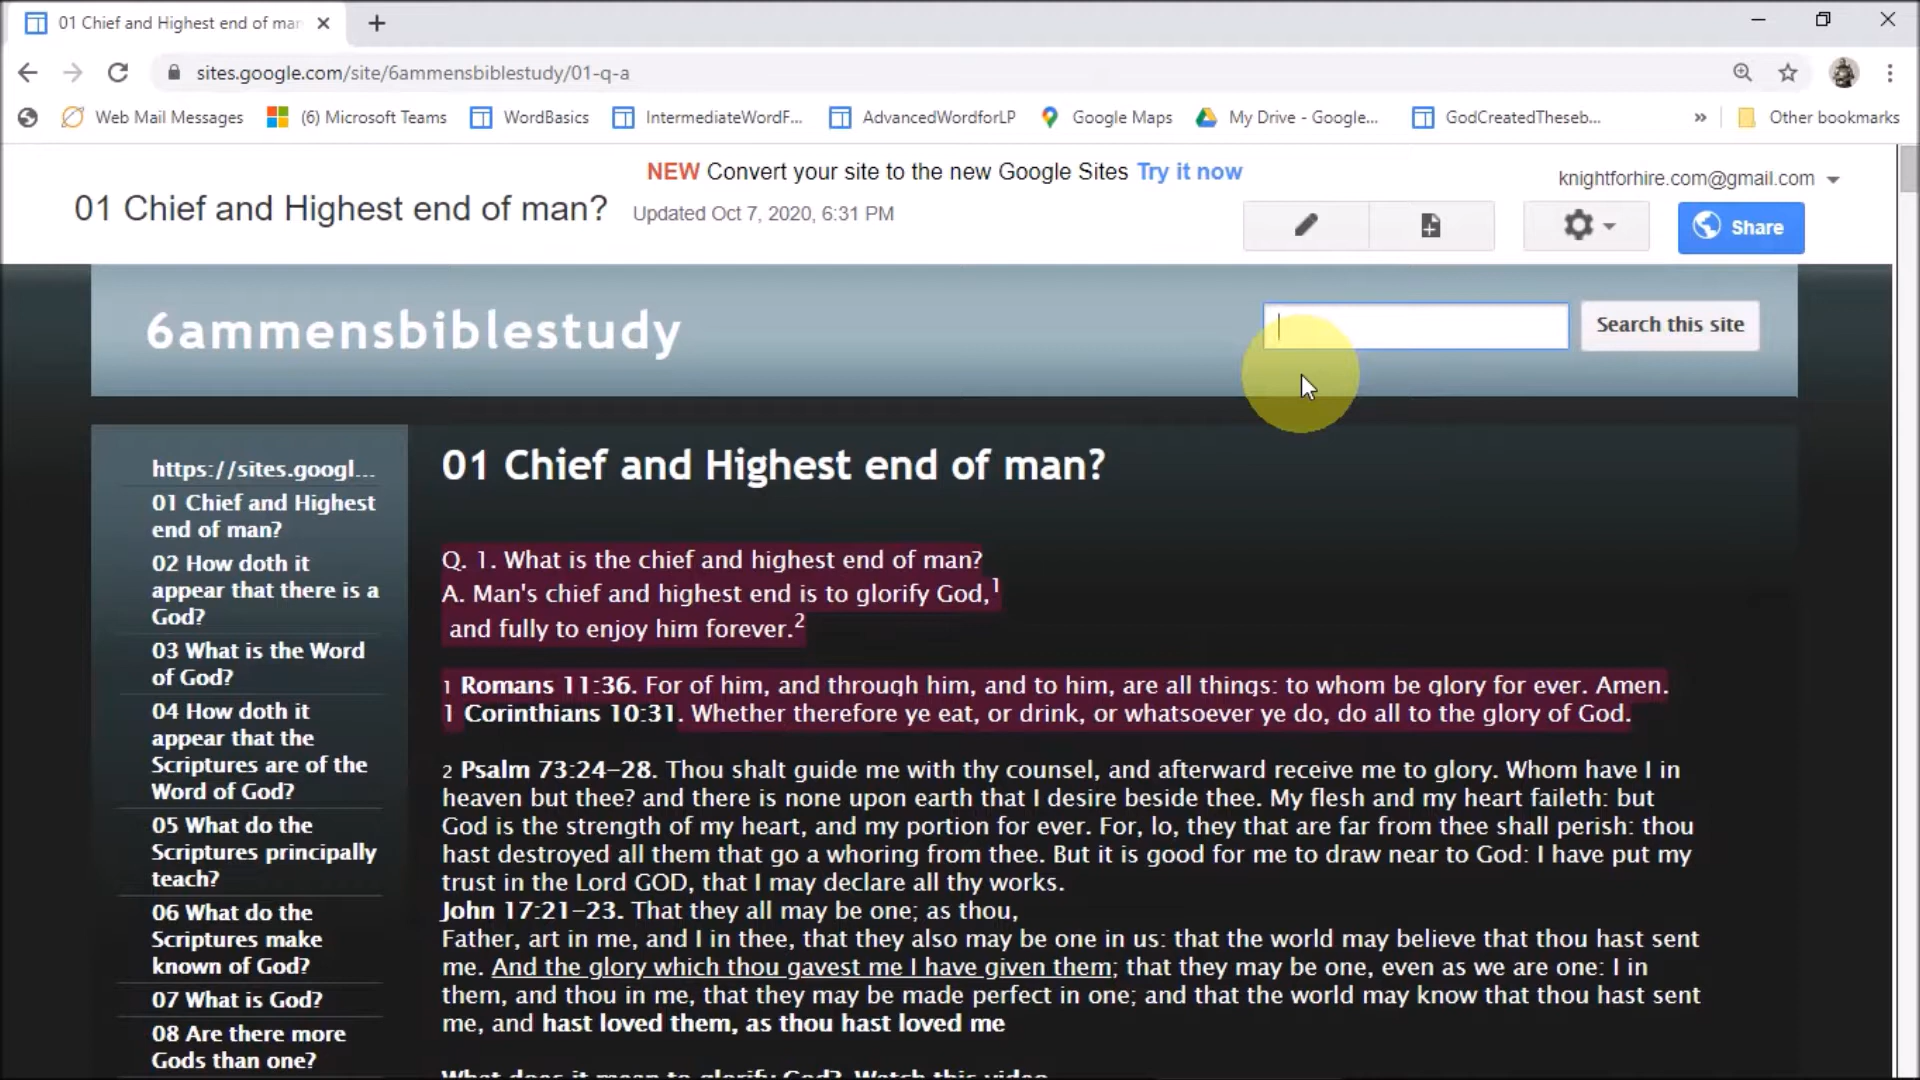 01 Chief and Highest end of man
sites.google.com/site/6ammensbiblestudy/01-q-a
Web Mail Messages
(6) Microsoft Teams
WordBasics
IntermediateWordF...
AdvancedWordforLP
Google Maps
My Drive - Google...
GodCreatedTheseb...
»
Other bookmarks
NEW Convert your site to the new Google Sites Try it now
knightforhire.com@gmail.com
01 Chief and Highest end of man?
Updated Oct 7, 2020, 6:31 PM
Share
6ammensbiblestudy
Search this site
https://sites.googl...
01 Chief and Highest
end of man?
02 How doth it
appear that there is a
God?
03 What is the Word
of God?
04 How doth it
appear that the
Scriptures are of the
Word of God?
05 What do the
Scriptures principally
teach?
06 What do the
Scriptures make
known of God?
07 What is God?
08 Are there more
Gods than one?
01 Chief and Highest end of man?
Q. 1. What is the chief and highest end of man?
A. Man's chief and highest end is to glorify God,1
and fully to enjoy him forever.2
1 Romans 11:36. For of him, and through him, and to him, are all things: to whom be glory for ever. Amen.
1 Corinthians 10:31. Whether therefore ye eat, or drink, or whatsoever ye do, do all to the glory of God.
2 Psalm 73:24-28. Thou shalt guide me with thy counsel, and afterward receive me to glory. Whom have I in
heaven but thee? and there is none upon earth that I desire beside thee. My flesh and my heart faileth: but
God is the strength of my heart, and my portion for ever. For, lo, they that are far from thee shall perish: thou
hast destroyed all them that go a whoring from thee. But it is good for me to draw near to God: I have put my
trust in the Lord GOD, that I may declare all thy works.
John 17:21-23. That they all may be one; as thou,
Father, art in me, and I in thee, that they also may be one in us: that the world may believe that thou hast sent
me. And the glory which thou gavest me I have given them; that they may be one, even as we are one: I in
them, and thou in me, that they may be made perfect in one; and that the world may know that thou hast sent
me, and hast loved them, as thou hast loved me
What does it mean to glorify God? Watch this video